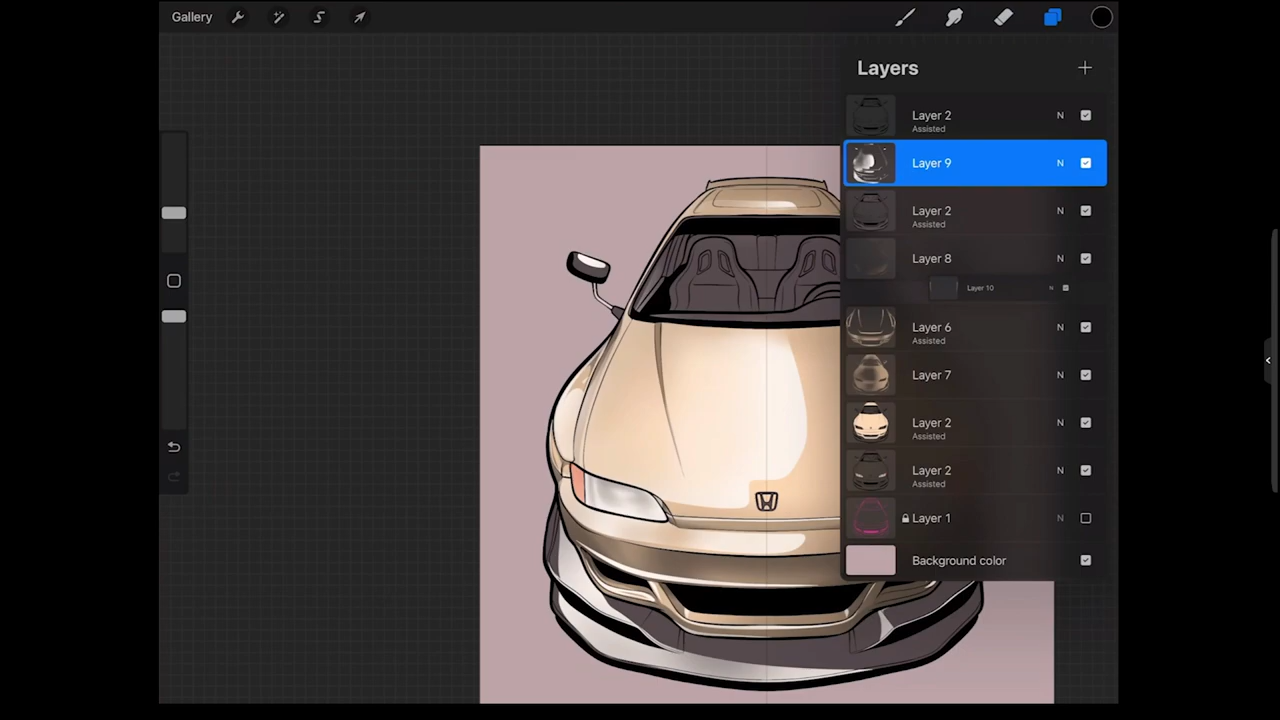 Gallery
Layers
Layer 2 N
Assisted
Layer 9 N
Layer 2 N
Assisted
Layer 8 N
Layer 10 N
Layer 6 N
Assisted
Layer 7 N
Layer 2 N
Assisted
Layer 2 N
Assisted
Layer 1 N
Background color